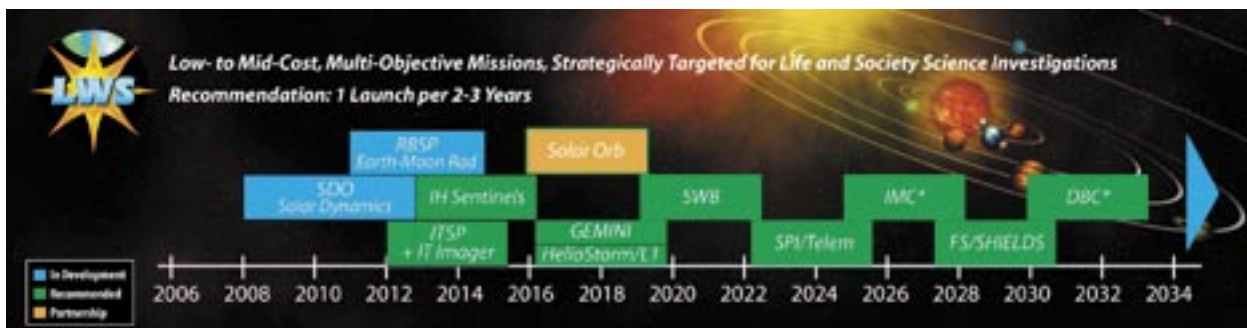 LWS
Low- to Mid-Cost, Multi-Objective Missions, Strategically Targeted for Life and Society Science Investigations
Recommendation: 1 Launch per 2-3 Years
RBSP
Earth-Moon Rad
Solar Orb
SDO
Solar Dynamics
IH Sentinels
SWB
IMC*
DBC*
ITSP
+ IT Imager
GEMINI
HelioStorm/L1
SPI/Telem
FS/SHIELDS
In Development
Recommended
Partnership
2006 2008 2010 2012 2014 2016 2018 2020 2022 2024 2026 2028 2030 2032 2034